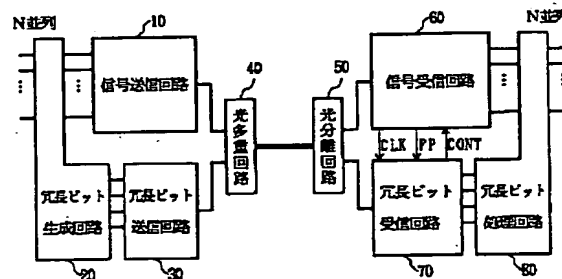 N並列
10
信号送信回路
40
光多重回路
冗長ビット
生成回路
20
冗長ビット
送信回路
30
50
光分離回路
60
N並列
信号受信回路
CLK
FP
CONT
冗長ビット
受信回路
70
冗長ビット
処理回路
80